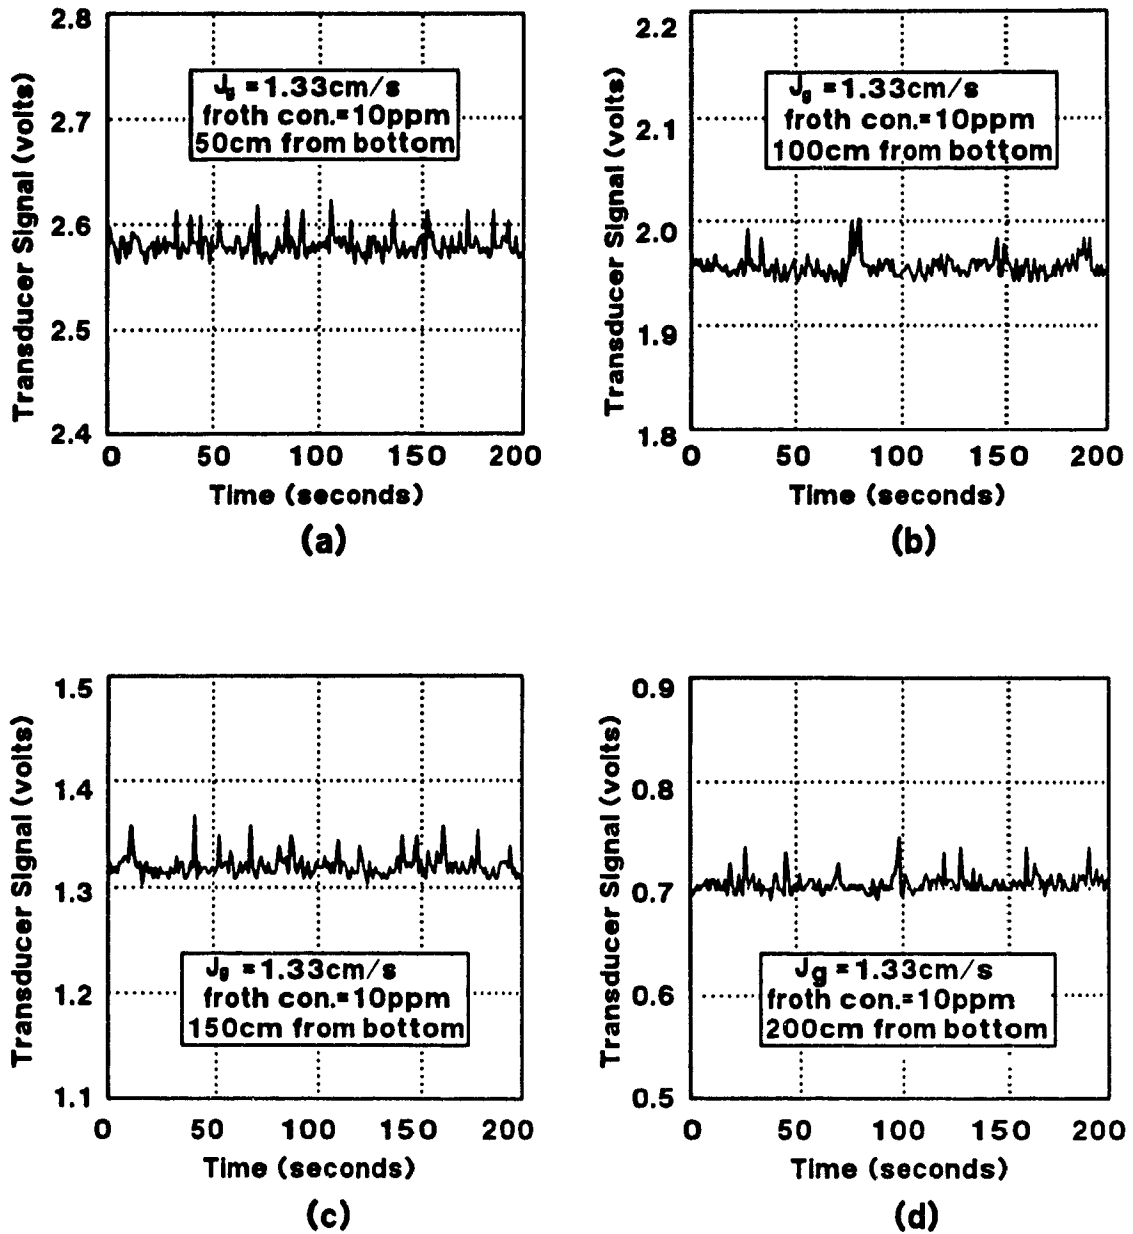 2.8
2.7
2.6
2.5
2.4
Transducer Signal (volts)
Jg = 1.33cm/s
froth con.=10ppm
50cm from bottom
0 50 100 150 200
Time (seconds)
(a)
2.2
2.1
2.0
1.9
1.8
Transducer Signal (volts)
Jg = 1.33cm/s
froth con.=10ppm
100cm from bottom
0 50 100 150 200
Time (seconds)
(b)
1.5
1.4
1.3
1.2
1.1
Transducer Signal (volts)
Jg = 1.33cm/s
froth con.=10ppm
150cm from bottom
0 50 100 150 200
Time (seconds)
(c)
0.9
0.8
0.7
0.6
0.5
Transducer Signal (volts)
Jg = 1.33cm/s
froth con.=10ppm
200cm from bottom
0 50 100 150 200
Time (seconds)
(d)